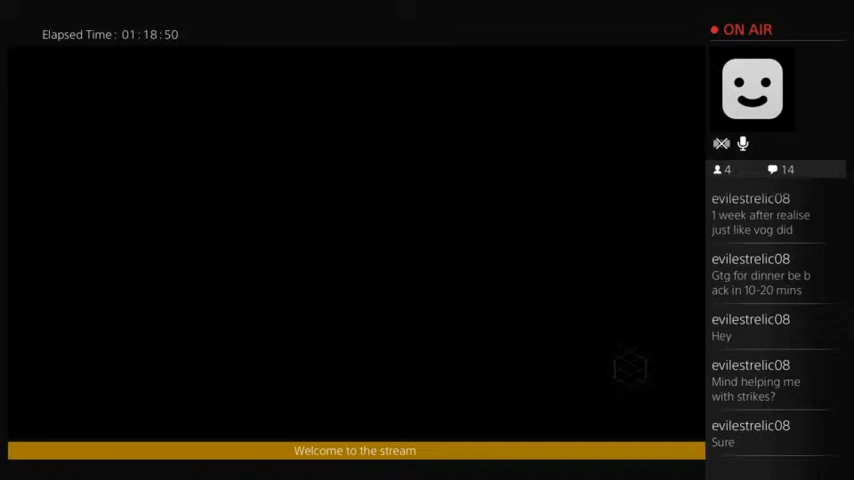 Elapsed Time : 01:18:50
ON AIR
4 14
evilestrelic08
1 week after realise
just like vog did
evilestrelic08
Gtg for dinner be b
ack in 10-20 mins
evilestrelic08
Hey
evilestrelic08
Mind helping me
with strikes?
evilestrelic08
Sure
Welcome to the stream